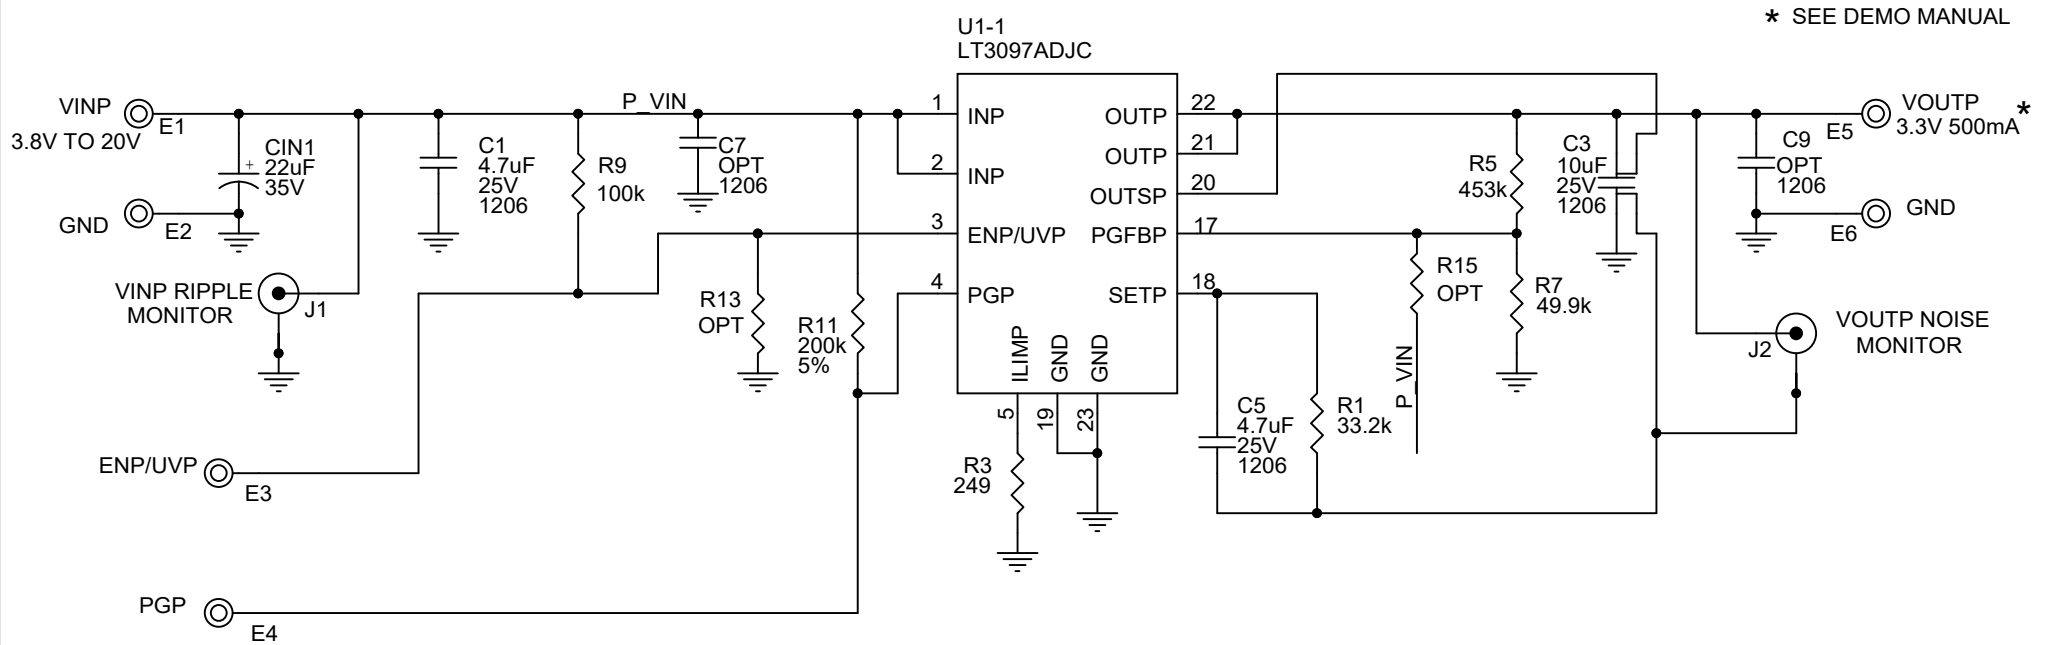 * SEE DEMO MANUAL
U1-1
LT3097ADJC
VINP
E1
3.8V TO 20V
P_VIN
CIN1
+
22uF
35V
C1
4.7uF
25V
1206
R9
100k
C7
OPT
1206
GND
E2
VINP RIPPLE
MONITOR
J1
R13
OPT
R11
200k
5%
ENP/UVP
E3
PGP
E4
1
INP
2
INP
3
ENP/UVP
4
PGP
22
OUTP
21
OUTP
20
OUTSP
17
PGFBP
18
SETP
ILIMP
GND
GND
5
19
23
R3
249
C5
4.7uF
25V
1206
R1
33.2k
P_VIN
R15
OPT
R5
453k
R7
49.9k
C3
10uF
25V
1206
C9
OPT
1206
VOUTP *
E5
3.3V 500mA
GND
E6
VOUTP NOISE
MONITOR
J2